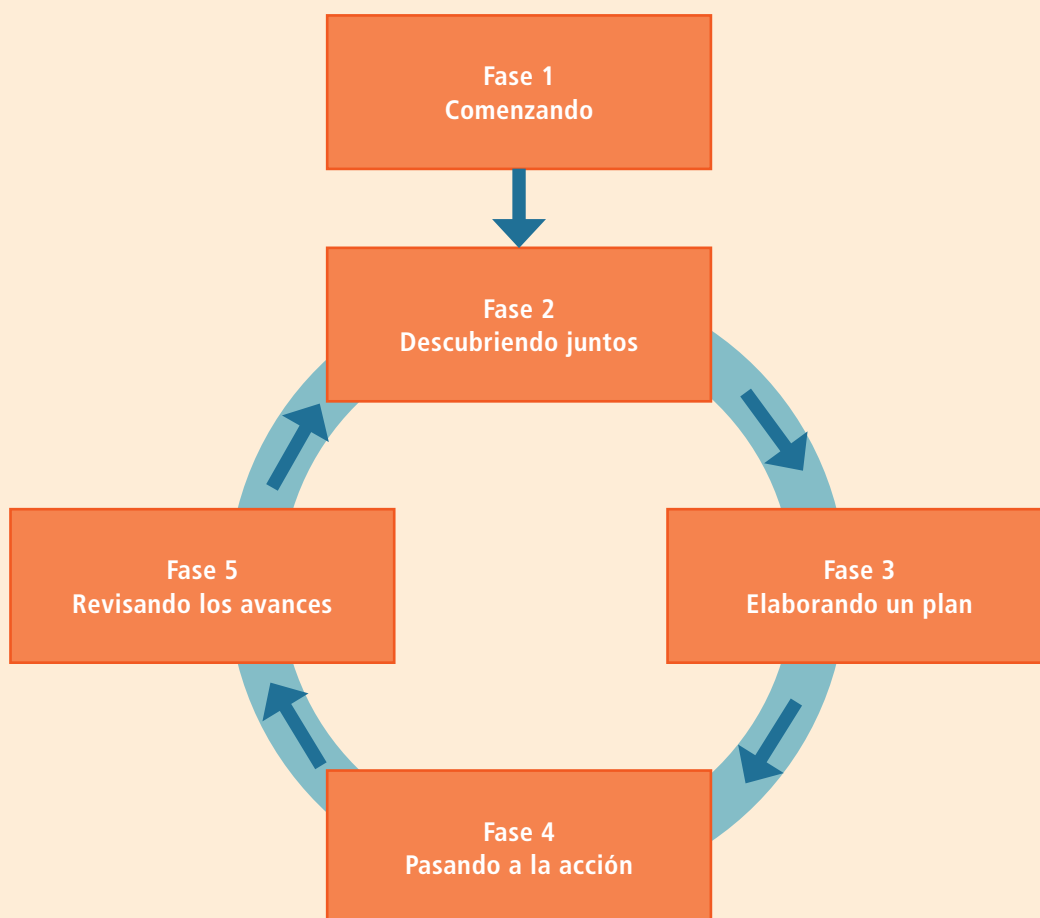 Fase 1
Comenzando
Fase 2
Descubriendo juntos
Fase 5
Revisando los avances
Fase 3
Elaborando un plan
Fase 4
Pasando a la acción